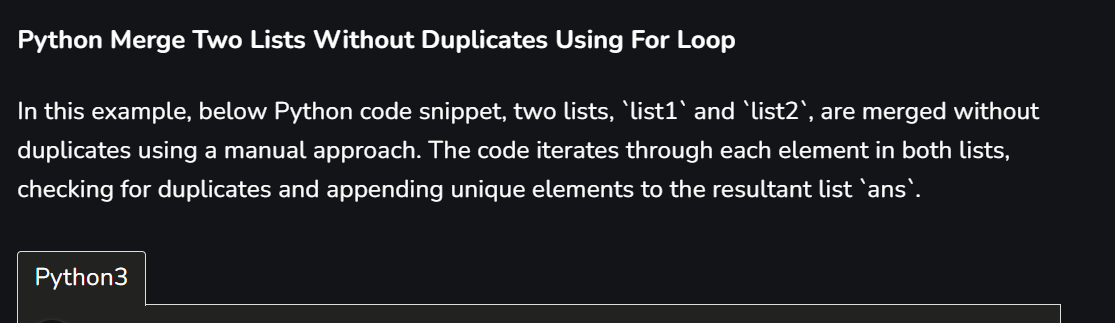 Python Merge Two Lists Without Duplicates Using For Loop
In this example, below Python code snippet, two lists, `list1` and `list2`, are merged without
duplicates using a manual approach. The code iterates through each element in both lists,
checking for duplicates and appending unique elements to the resultant list `ans`.
Python3